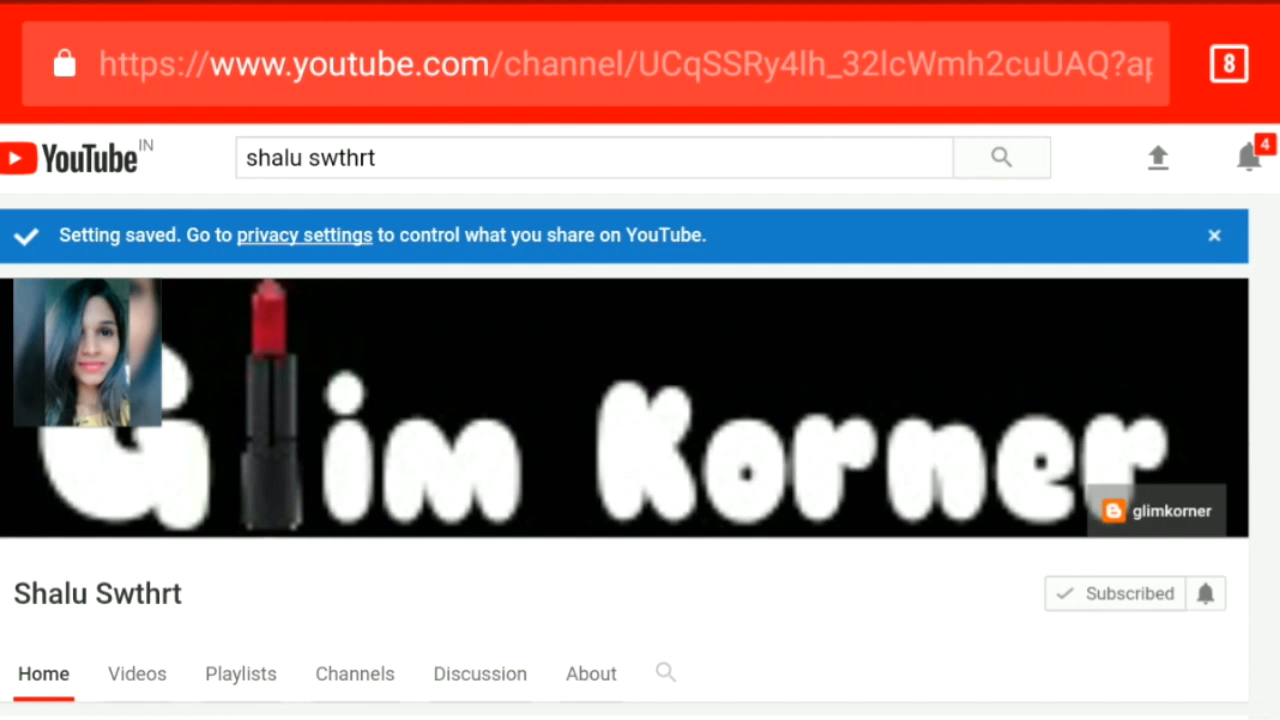 https://www.youtube.com/channel/UCqSSRy4lh_32IcWmh2cuUAQ?ap
8
YouTube IN
shalu swthrt
4
Setting saved. Go to privacy settings to control what you share on YouTube.
Glim Korner
glimkorner
Shalu Swthrt
Subscribed
Home Videos Playlists Channels Discussion About